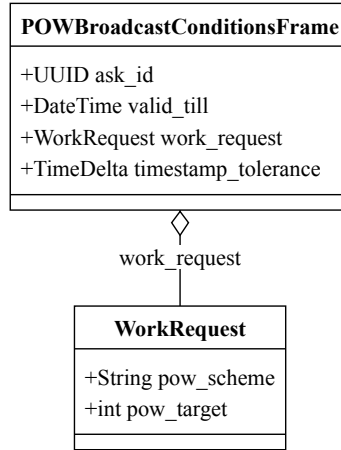 POWBroadcastConditionsFrame
+UUID ask_id
+DateTime valid_till
+WorkRequest work_request
+TimeDelta timestamp_tolerance
work_request
WorkRequest
+String pow_scheme
+int pow_target